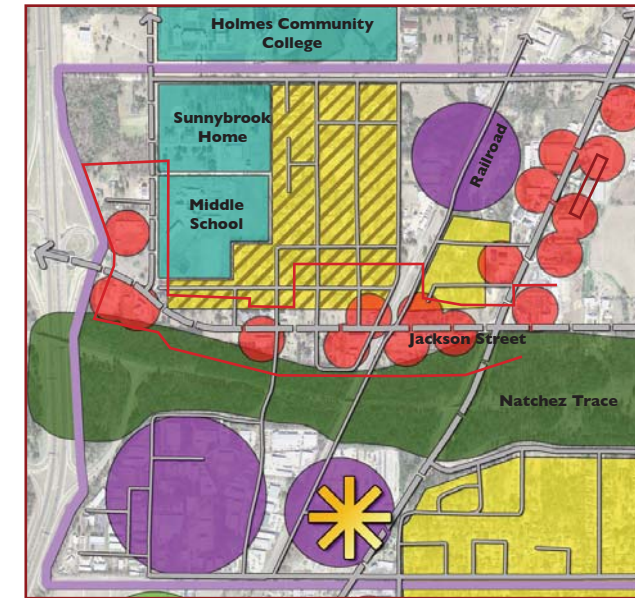 Holmes Community
College
Sunnybrook
Home
Railroad
Middle
School
Jackson Street
Natchez Trace